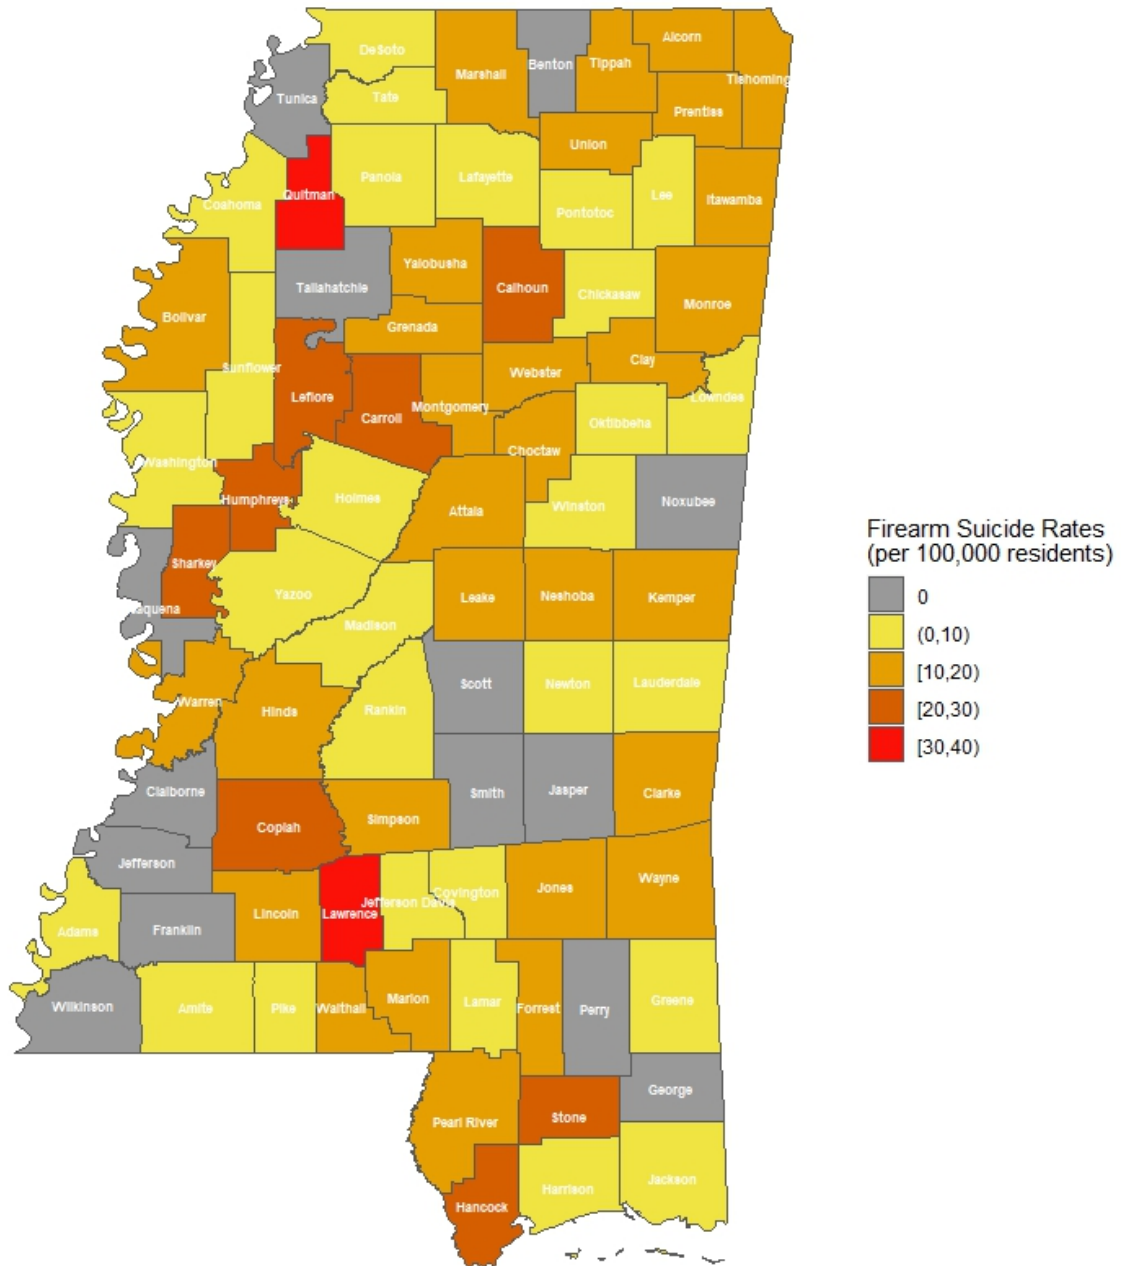 Alcorn
DeSoto
Benton
Tippah
Marshall
Tishoming
Tate
Tunica
Prentiss
Union
Panola
Lafayette
Quitman
Lee
Itawamba
Coahoma
Pontotoc
Yalobusha
Tallahatchie
Calhoun
Chickasaw
Monroe
Bolivar
Grenada
Clay
Sunflower
Webster
Leflore
Lowndes
Montgomery
Carroll
Oktibbeha
Choctaw
Washington
Humphreys
Holmes
Noxubee
Winston
Attala
Sharkey
Yazoo
Leake
Neshoba
Kemper
aquena
Madison
Scott
Newton
Lauderdale
Warren
Hinds
Rankin
Claiborne
Smith
Jasper
Clarke
Copiah
Simpson
Jefferson
Wayne
Jones
Covington
Jefferson Davis
Lincoln
Lawrence
Adams
Franklin
Wilkinson
Amite
Pike
Walthall
Marion
Lamar
Forrest
Perry
Greene
George
Stone
Pearl River
Jackson
Harrison
Hancock
Firearm Suicide Rates
(per 100,000 residents)
0
(0,10)
[10,20)
[20,30)
[30,40)